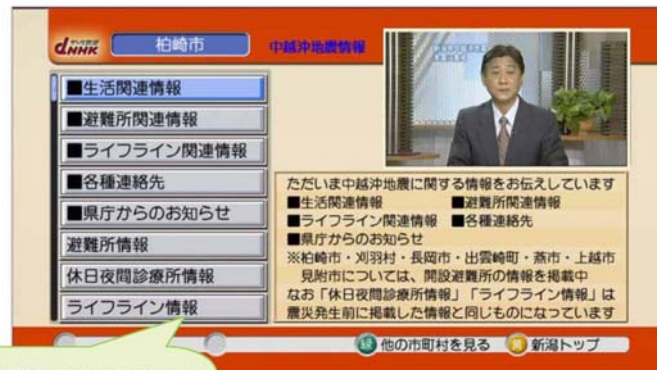 dNHK
柏崎市
中越沖地震情報
■生活関連情報
■避難所関連情報
■ライフライン関連情報
■各種連絡先
■県庁からのお知らせ
避難所情報
休日夜間診療所情報
ライフライン情報
ただいま中越沖地震に関する情報をお伝えしています
■生活関連情報 ■避難所関連情報
■ライフライン関連情報 ■各種連絡先
■県庁からのお知らせ
※柏崎市・刈羽村・長岡市・出雲崎町・燕市・上越市
見附市については、開設避難所の情報を掲載中
なお「休日夜間診療所情報」「ライフライン情報」は
震災発生前に掲載した情報と同じものになっています
緑 他の市町村を見る 黄 新潟トップ